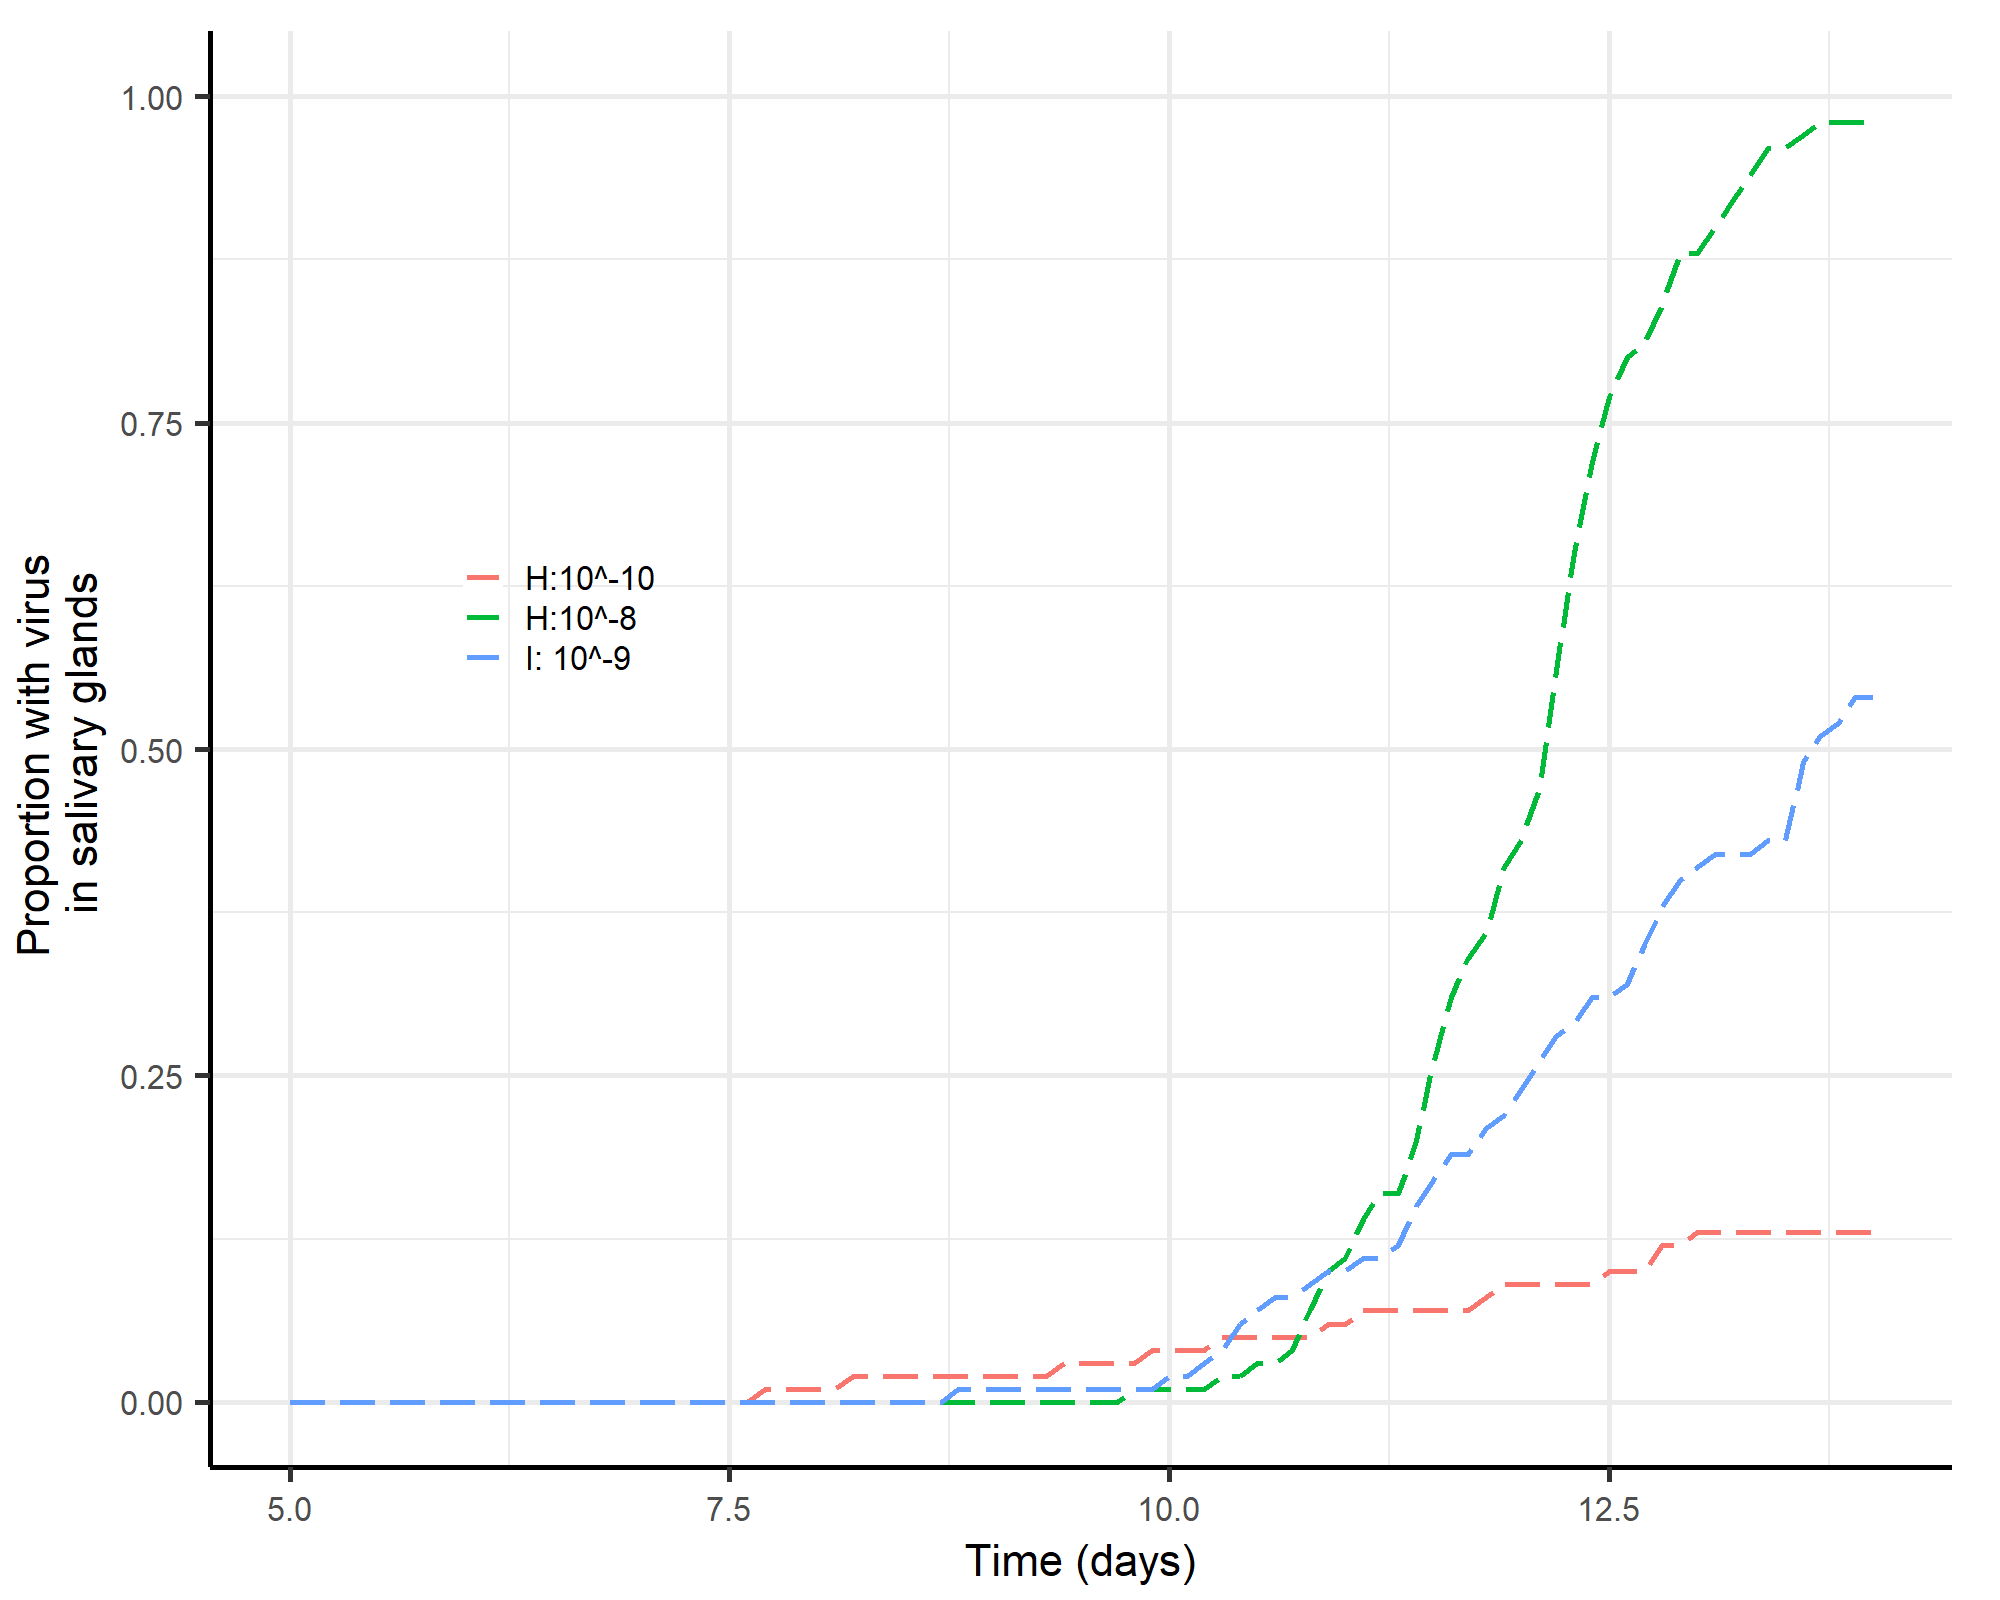 1.00
0.75
0.50
0.25
0.00
Proportion with virus
in salivary glands
H:10^-10
H:10^-8
I: 10^-9
5.0
7.5
10.0
12.5
Time (days)